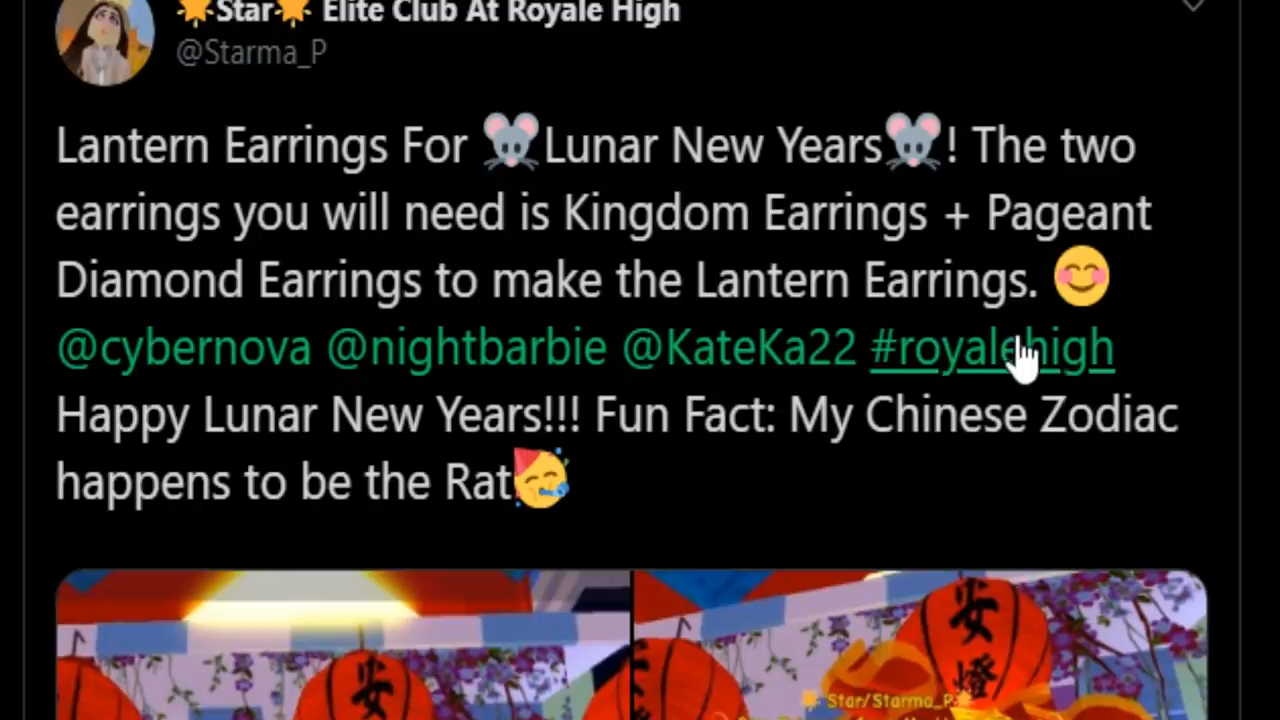 🌟Star🌟 Elite Club At Royale High
@Starma_P
Lantern Earrings For 🐭Lunar New Years🐭! The two
earrings you will need is Kingdom Earrings + Pageant
Diamond Earrings to make the Lantern Earrings. 😊
@cybernova @nightbarbie @KateKa22 #royalehigh
Happy Lunar New Years!!! Fun Fact: My Chinese Zodiac
happens to be the Rat🥳
安
安
燈
Star/Starma_P